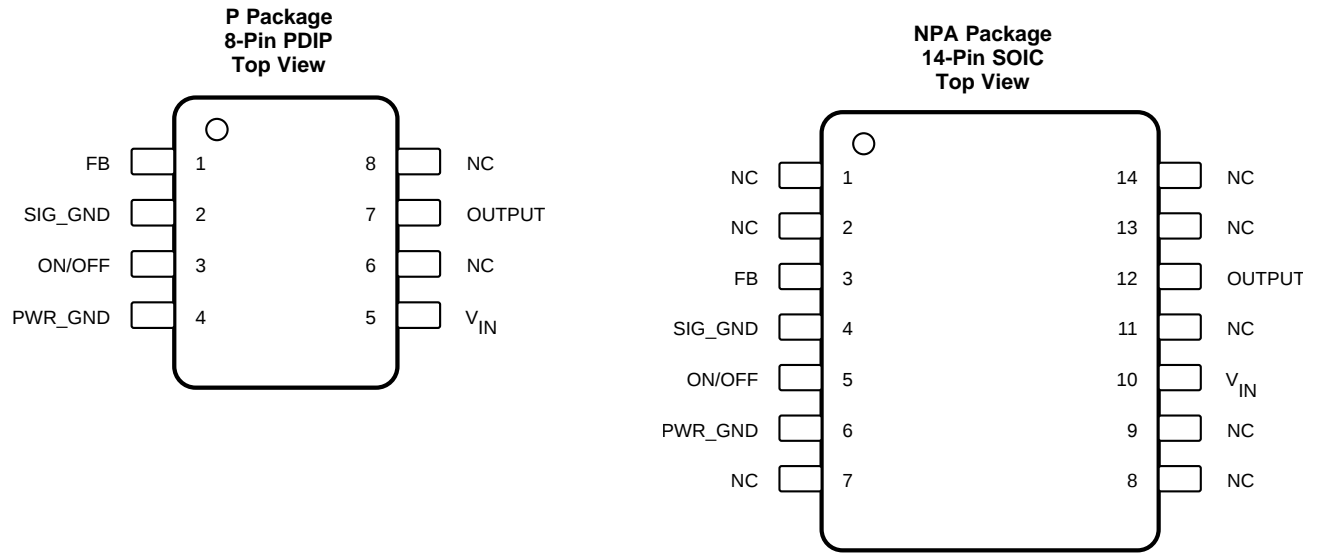 P Package
8-Pin PDIP
Top View
FB 1 8 NC
SIG_GND 2 7 OUTPUT
ON/OFF 3 6 NC
PWR_GND 4 5 VIN
NPA Package
14-Pin SOIC
Top View
NC 1 14 NC
NC 2 13 NC
FB 3 12 OUTPUT
SIG_GND 4 11 NC
ON/OFF 5 10 VIN
PWR_GND 6 9 NC
NC 7 8 NC